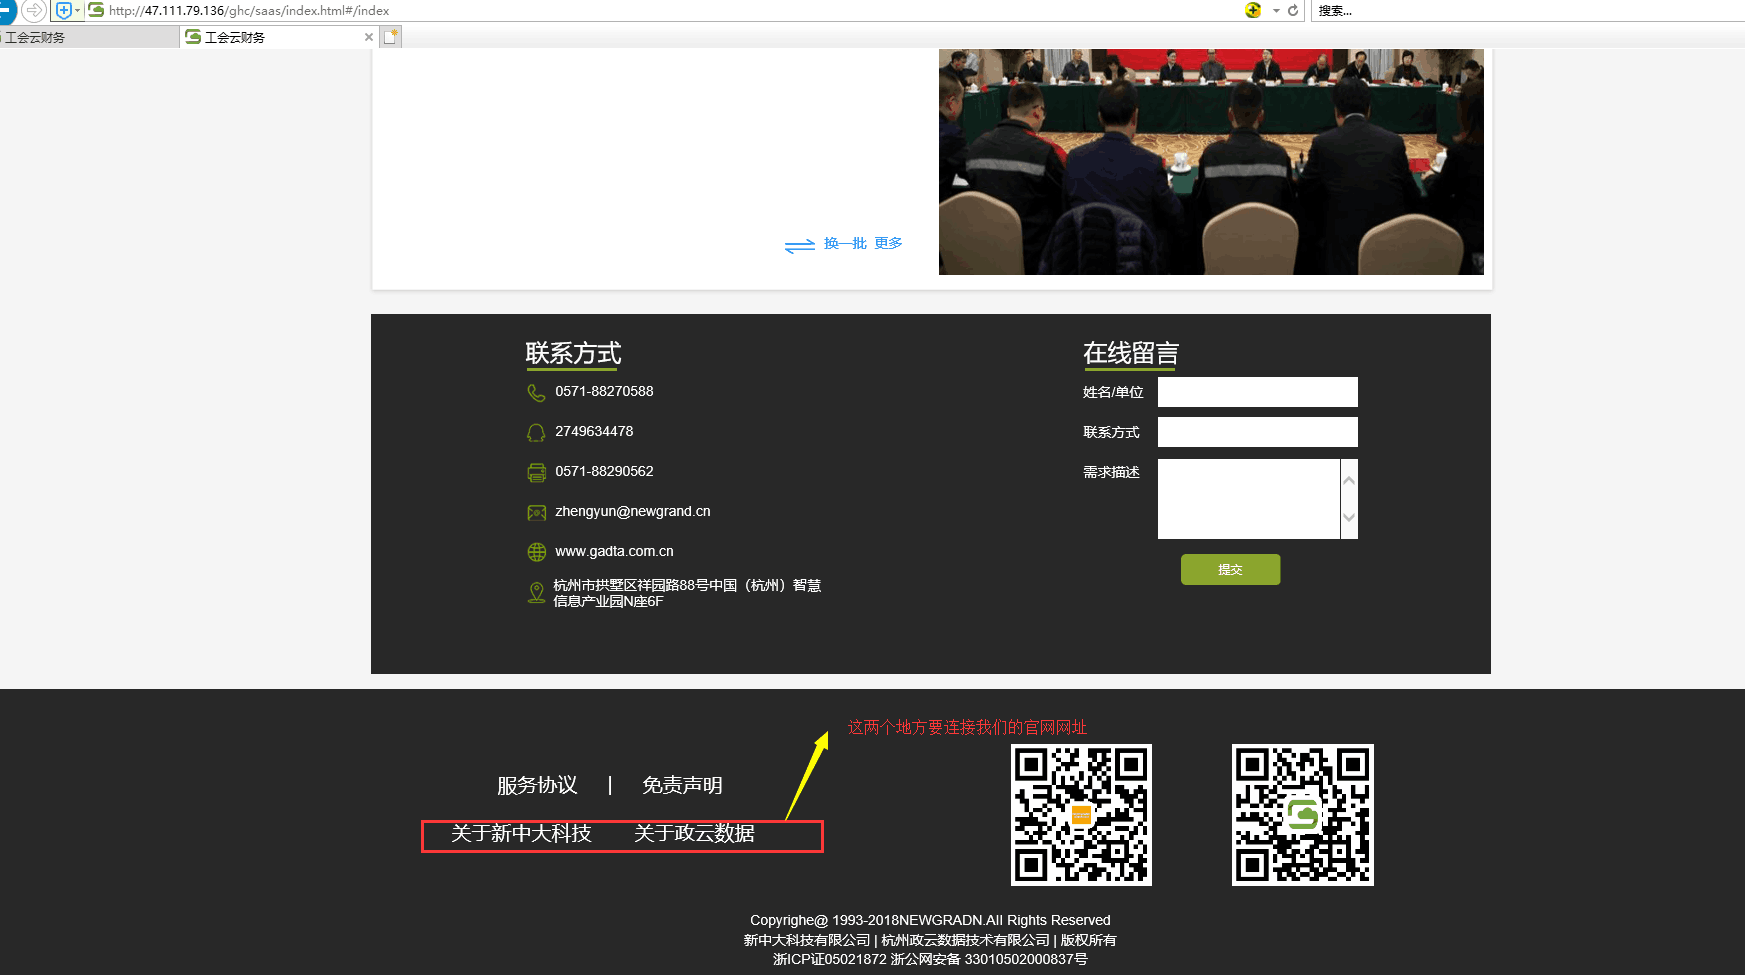 http://47.111.79.136/ghc/saas/index.html#/index
搜索...
工会云财务
工会云财务
换一批 更多
联系方式
0571-88270588
2749634478
0571-88290562
zhengyun@newgrand.cn
www.gadta.com.cn
杭州市拱墅区祥园路88号中国（杭州）智慧
信息产业园N座6F
在线留言
姓名/单位
联系方式
需求描述
提交
这两个地方要连接我们的官网网址
服务协议 | 免责声明
关于新中大科技 关于政云数据
Copyrighe@ 1993-2018NEWGRADN.All Rights Reserved
新中大科技有限公司 | 杭州政云数据技术有限公司 | 版权所有
浙ICP证05021872 浙公网安备 33010502000837号